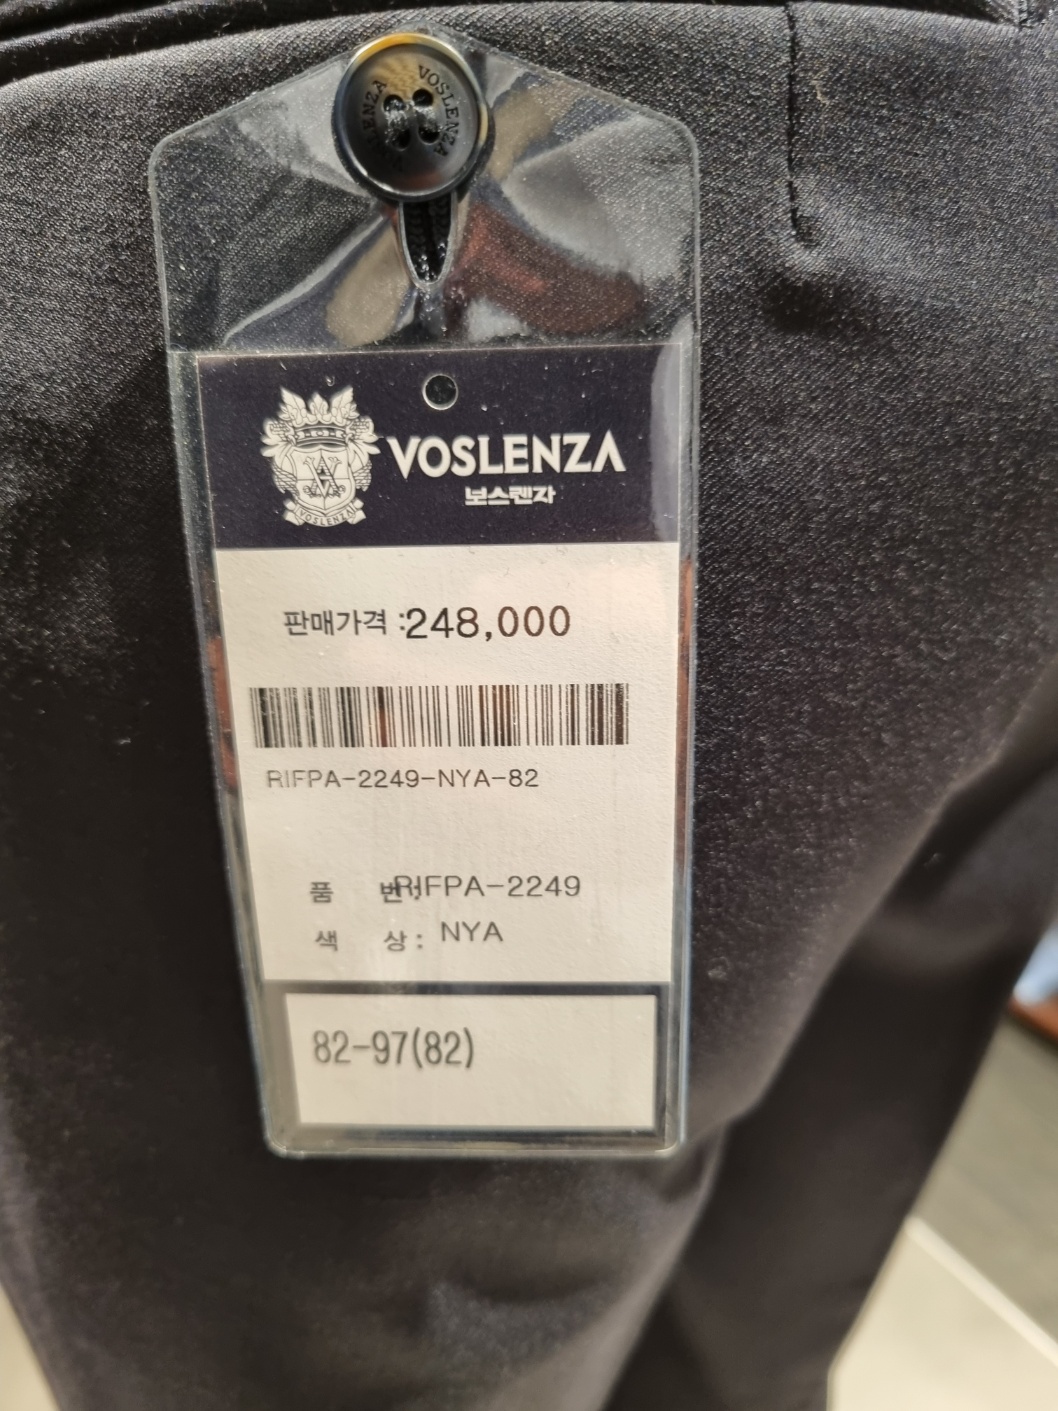 VOSLENZA VOSLENZA
VOSLENZA
VOSLENZA
보스렌자
판매가격 :248,000
RIFPA-2249-NYA-82
품 번: RIFPA-2249
색 상: NYA
82-97(82)